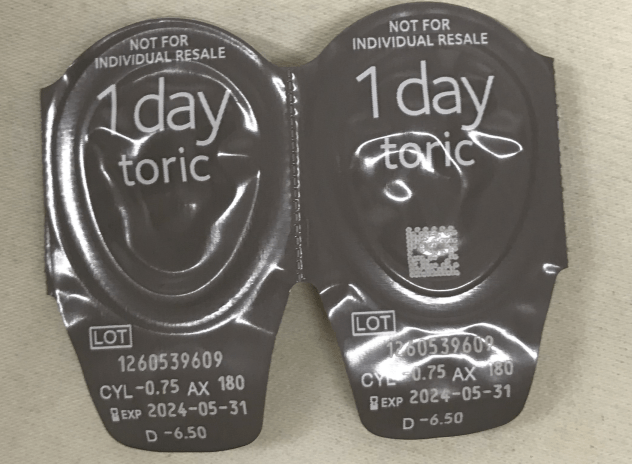 NOT FOR
INDIVIDUAL RESALE
1 day
toric
LOT
1260539609
CYL -0.75 AX 180
EXP 2024-05-31
D -6.50
NOT FOR
INDIVIDUAL RESALE
1 day
toric
LOT
1260539609
CYL -0.75 AX 180
EXP 2024-05-31
D -6.50